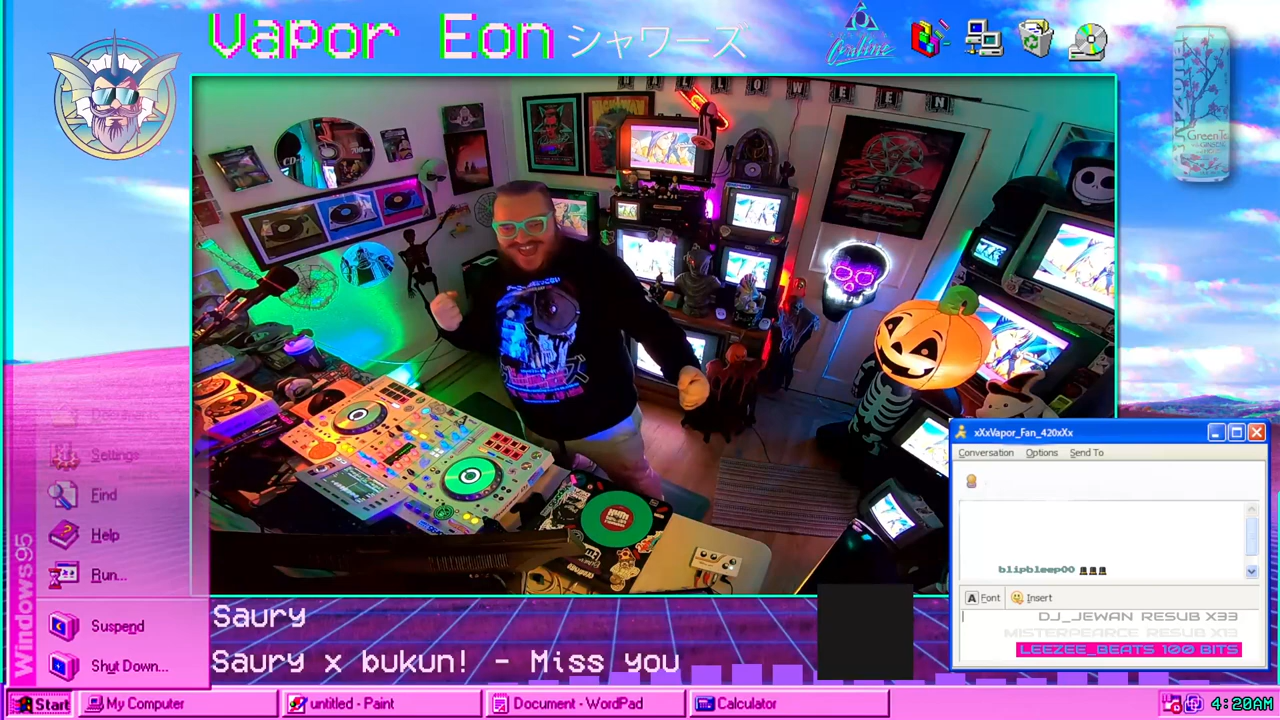 Vapor Eon シャワーズ
Online
HALLOWEEN
GreenTea
xXxVapor_Fan_420xXx
Conversation Options Send To
blipbleep00
Font Insert
DJ_JEWAN RESUB X33
MISTERPEARCE RESUB X13
LEEZEE_BEATS 100 BITS
Settings
Find
Help
Run...
Suspend
Shut Down...
Windows95
Saury
Saury x bukun! - Miss you
Start
My Computer
untitled - Paint
Document - WordPad
Calculator
4:20AM